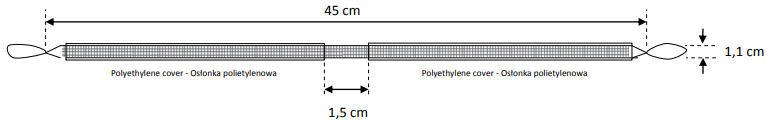 45 cm
1,1 cm
Polyethylene cover - Osłonka polietylenowa
Polyethylene cover - Osłonka polietylenowa
1,5 cm